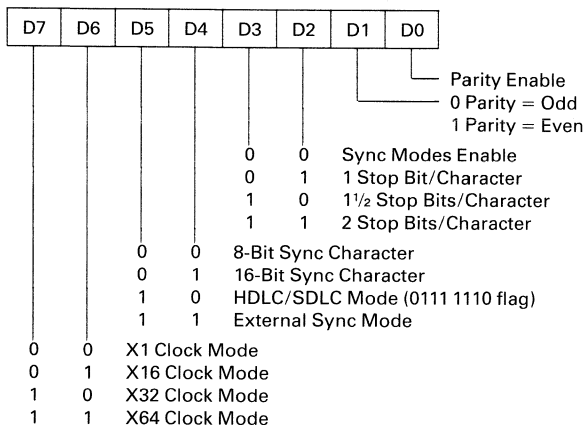 D7 D6 D5 D4 D3 D2 D1 D0
Parity Enable
0 Parity = Odd
1 Parity = Even
0 0 Sync Modes Enable
0 1 1 Stop Bit/Character
1 0 1½ Stop Bits/Character
1 1 2 Stop Bits/Character
0 0 8-Bit Sync Character
0 1 16-Bit Sync Character
1 0 HDLC/SDLC Mode (0111 1110 flag)
1 1 External Sync Mode
0 0 X1 Clock Mode
0 1 X16 Clock Mode
1 0 X32 Clock Mode
1 1 X64 Clock Mode